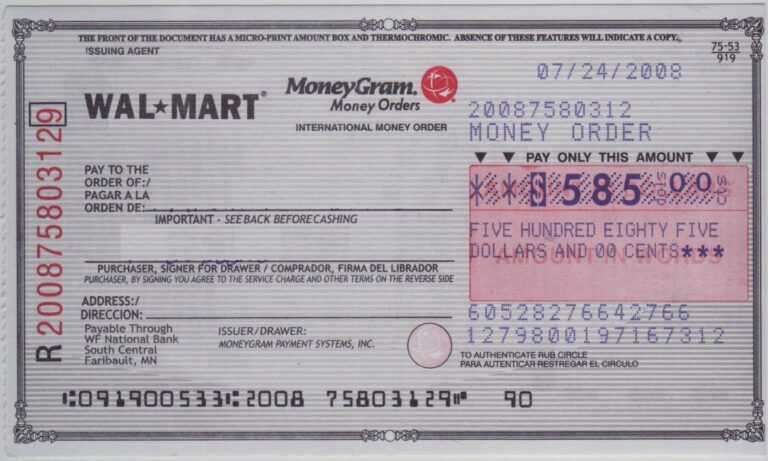 THE FRONT OF THE DOCUMENT HAS A MICRO-PRINT AMOUNT BOX AND THERMOCHROMIC. ABSENCE OF THESE FEATURES WILL INDICATE A COPY.
ISSUING AGENT
75-53
919
07/24/2008
WAL★MART®
MoneyGram.
Money Orders
INTERNATIONAL MONEY ORDER
20087580312
MONEY ORDER
▼ ▼ PAY ONLY THIS AMOUNT ▼ ▼
R200875803129
PAY TO THE
ORDER OF:/
PAGAR A LA
ORDEN DE:
**$585 00
FIVE HUNDRED EIGHTY FIVE
DOLLARS AND 00 CENTS***
IMPORTANT - SEE BACK BEFORE CASHING
PURCHASER, SIGNER FOR DRAWER / COMPRADOR, FIRMA DEL LIBRADOR
PURCHASER, BY SIGNING YOU AGREE TO THE SERVICE CHARGE AND OTHER TERMS ON THE REVERSE SIDE
ADDRESS:/
DIRECCION:
60528276642766
1279800197167312
Payable Through
WF National Bank
South Central
Faribault, MN
ISSUER/DRAWER:
MONEYGRAM PAYMENT SYSTEMS, INC.
TO AUTHENTICATE RUB CIRCLE
PARA AUTENTICAR RESTREGAR EL CIRCULO
⑆091900533⑆2008 75803129⑈ 90